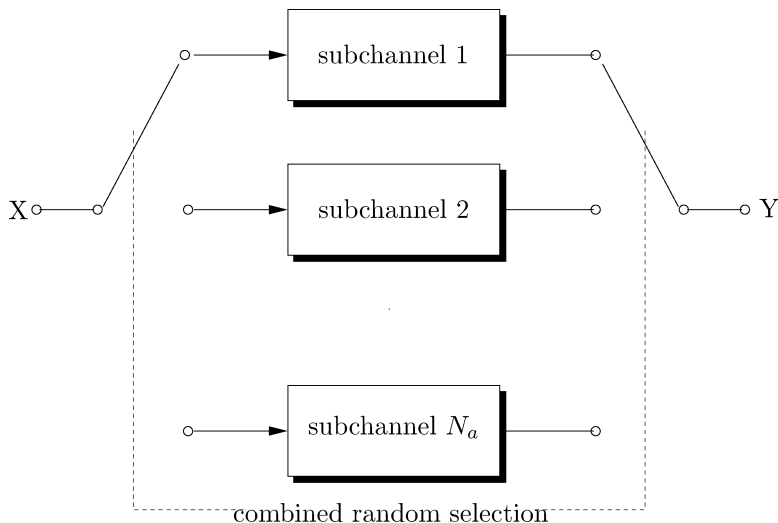 subchannel 1
X
subchannel 2
Y
subchannel N_a
combined random selection